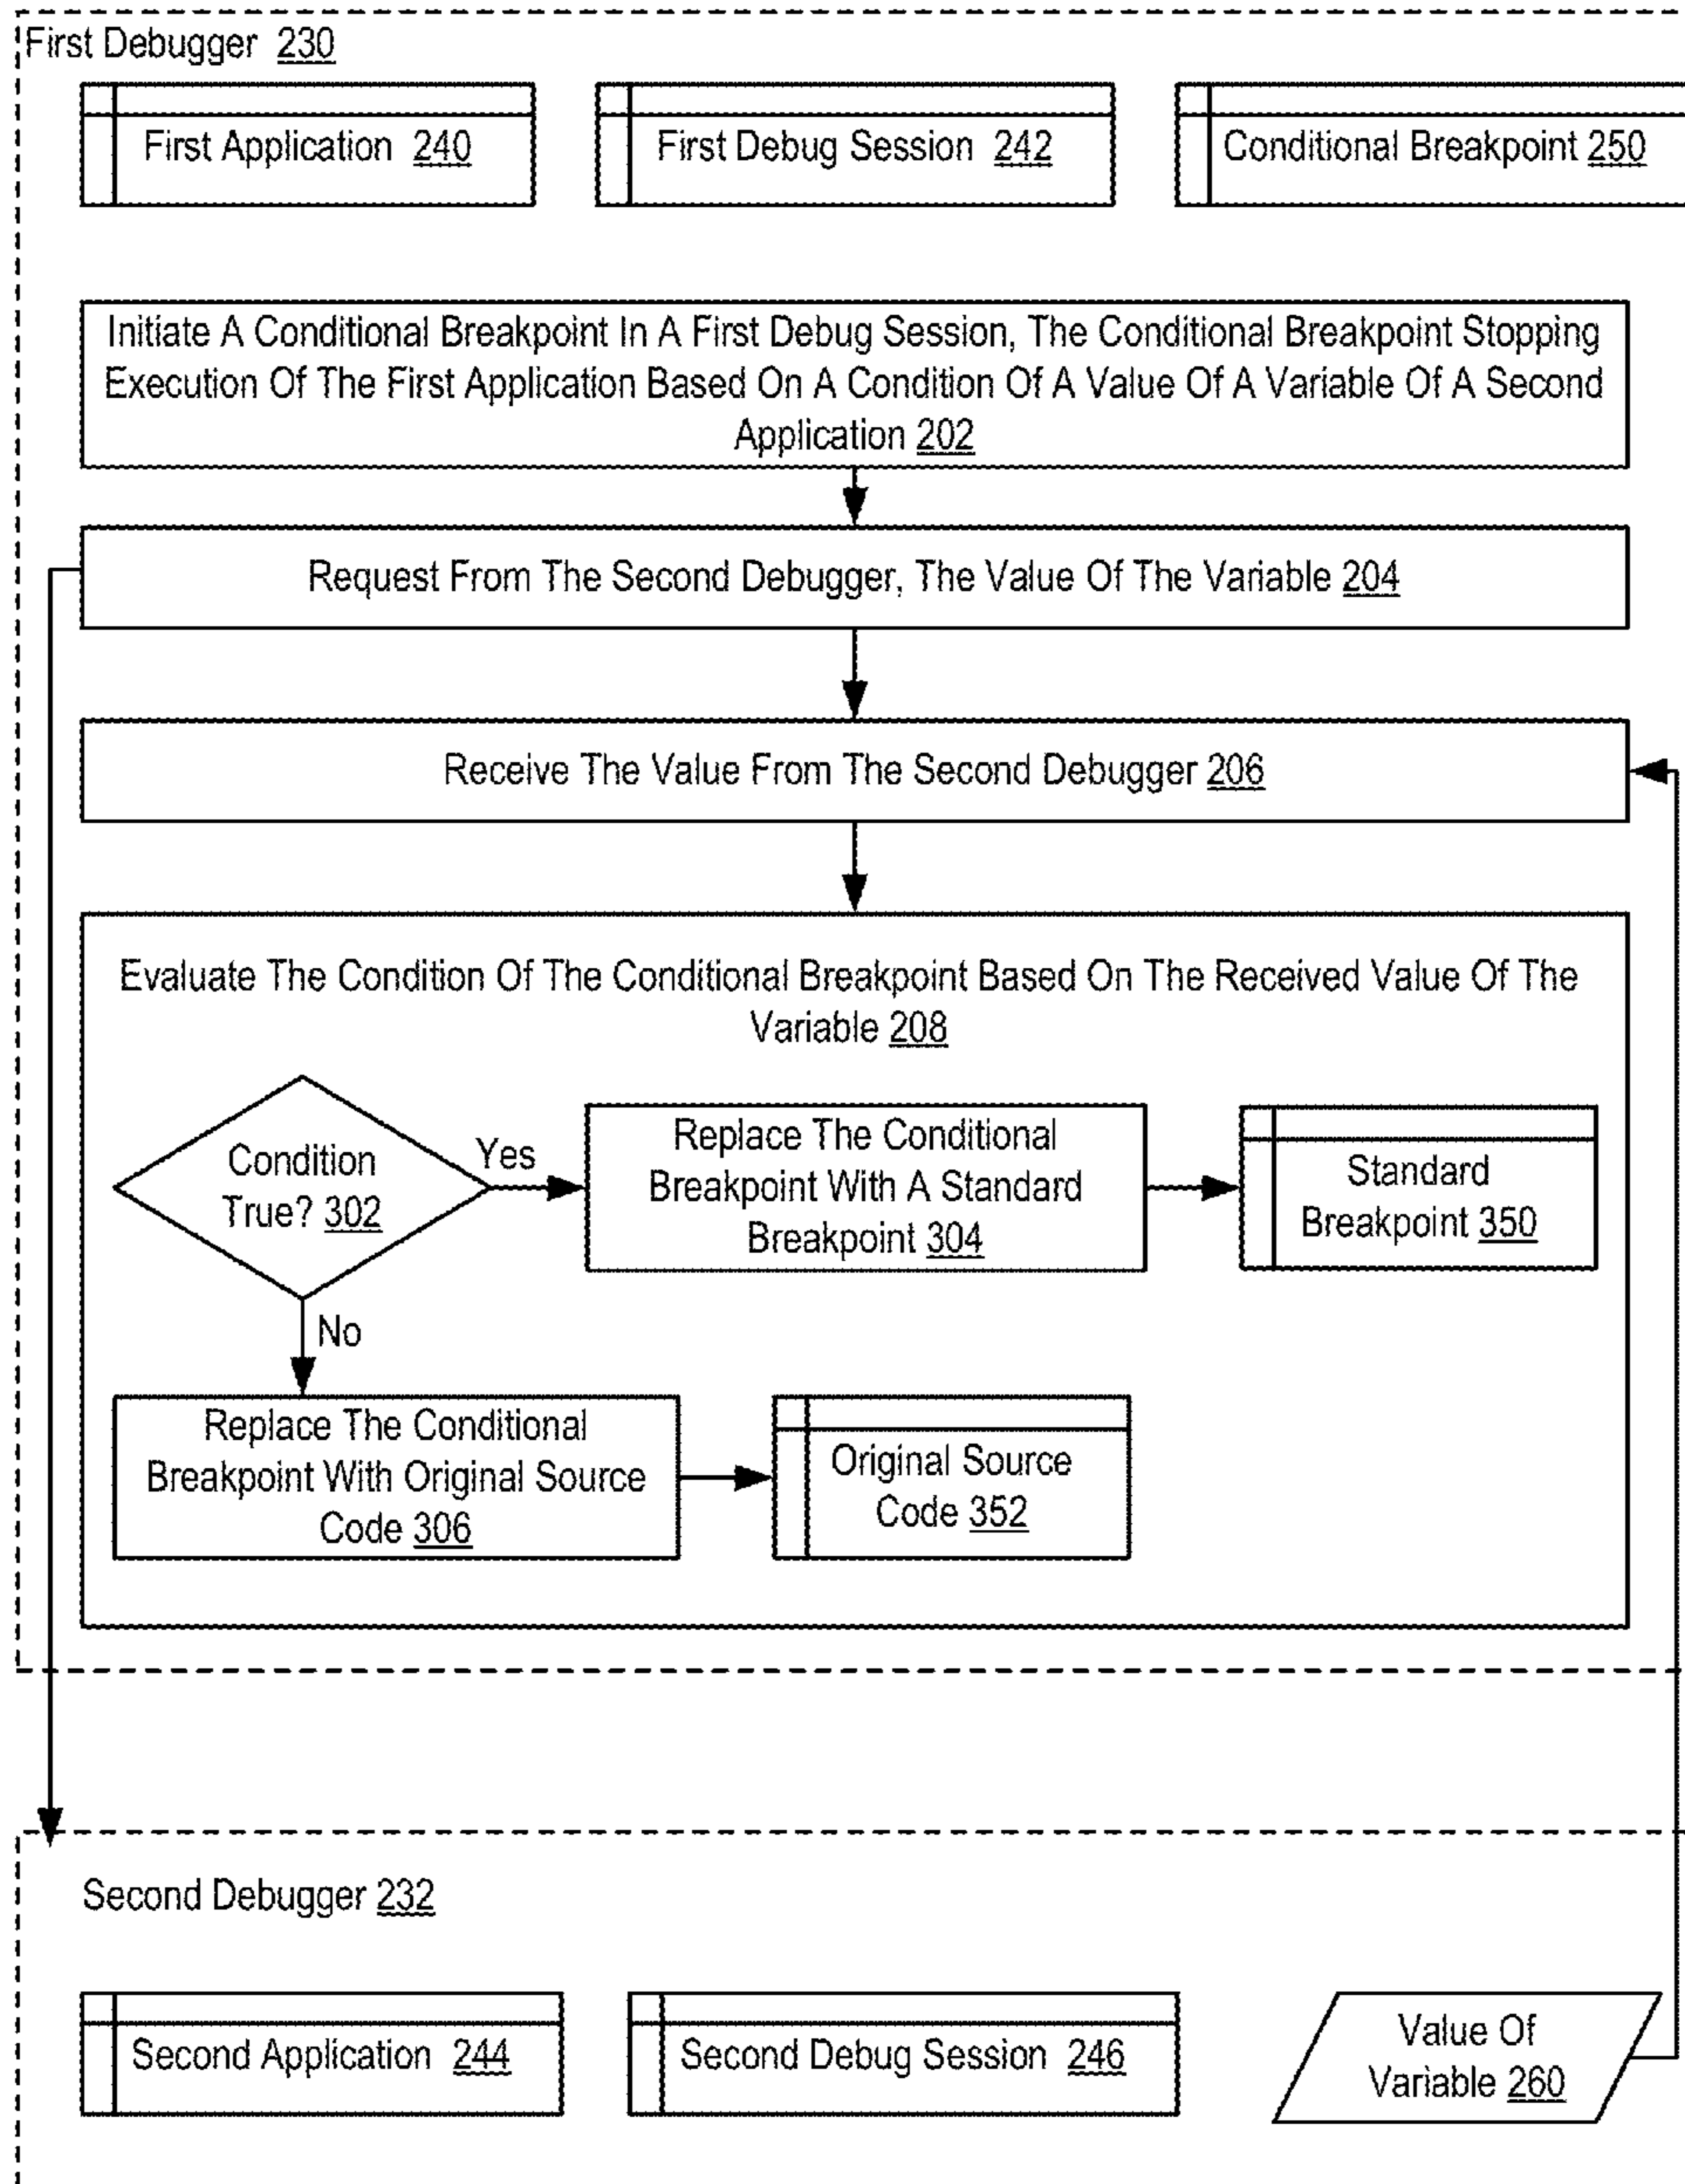 First Debugger 230
First Application 240
First Debug Session 242
Conditional Breakpoint 250
Initiate A Conditional Breakpoint In A First Debug Session, The Conditional Breakpoint Stopping
Execution Of The First Application Based On A Condition Of A Value Of A Variable Of A Second
Application 202
Request From The Second Debugger, The Value Of The Variable 204
Receive The Value From The Second Debugger 206
Evaluate The Condition Of The Conditional Breakpoint Based On The Received Value Of The
Variable 208
Condition
True? 302
Yes
Replace The Conditional
Breakpoint With A Standard
Breakpoint 304
Standard
Breakpoint 350
No
Replace The Conditional
Breakpoint With Original Source
Code 306
Original Source
Code 352
Second Debugger 232
Second Application 244
Second Debug Session 246
Value Of
Variable 260